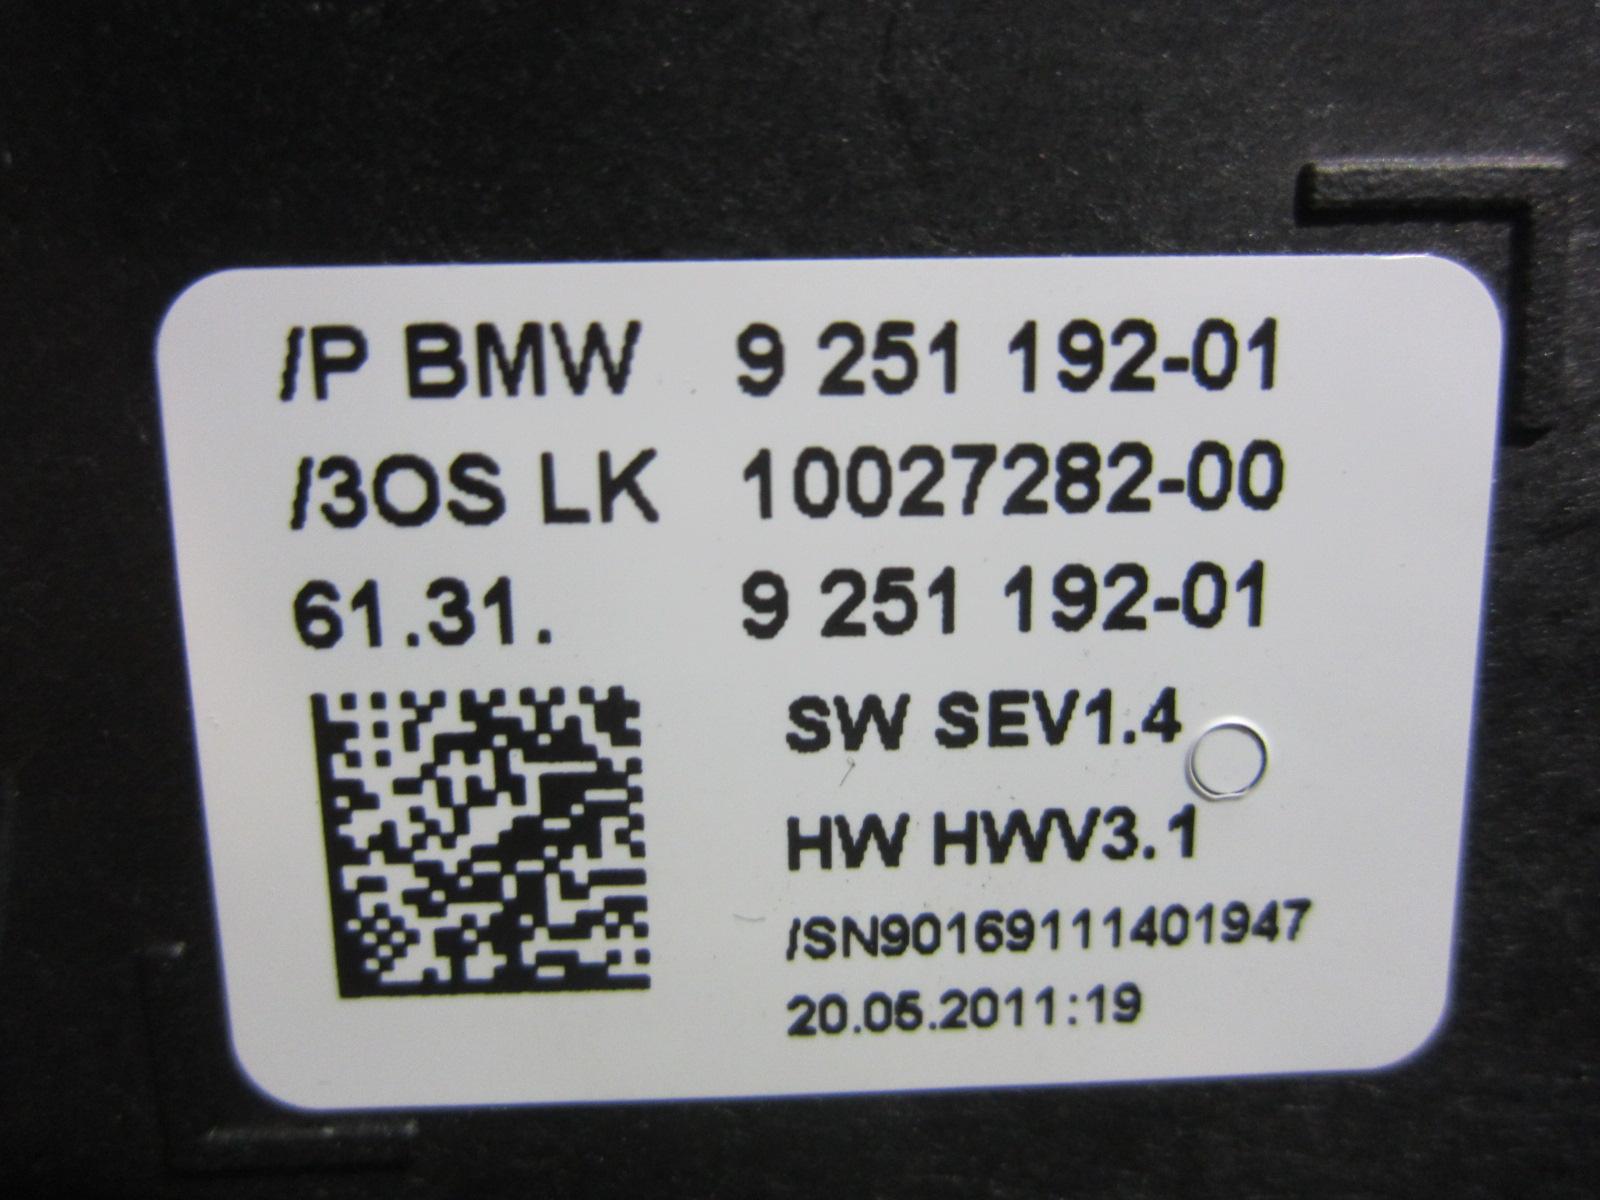 /P BMW 9 251 192-01
/3OS LK 10027282-00
61.31. 9 251 192-01
SW SEV1.4
HW HWV3.1
/SN90169111401947
20.05.2011:19